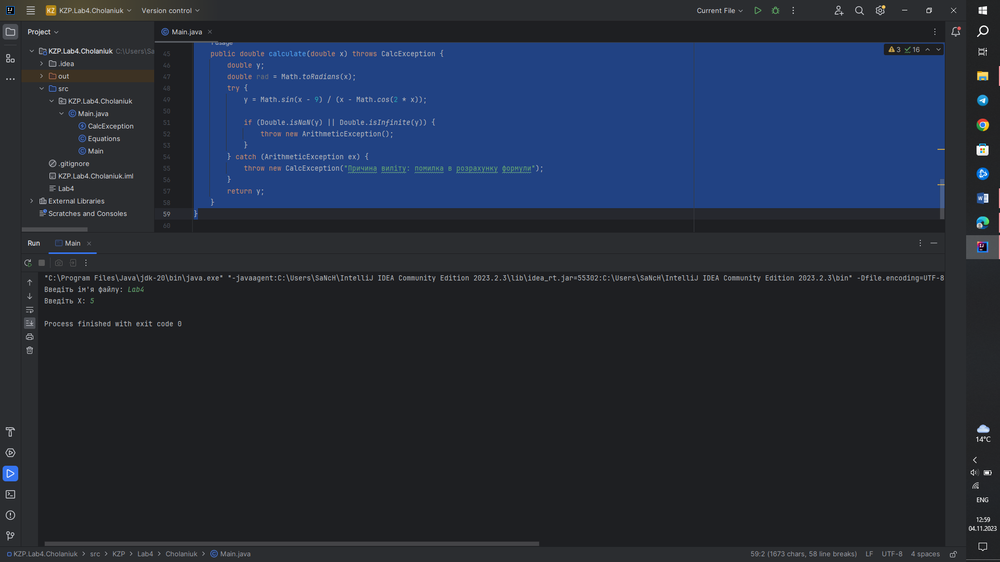 KZ KZP.Lab4.Cholaniuk Version control Current File
Project
Main.java
KZP.Lab4.Cholaniuk C:\Users\Sa
.idea
out
src
KZP.Lab4.Cholaniuk
Main.java
CalcException
Equations
Main
.gitignore
KZP.Lab4.Cholaniuk.iml
Lab4
External Libraries
Scratches and Consoles
1 usage
3 16
45 public double calculate(double x) throws CalcException {
46 double y;
47 double rad = Math.toRadians(x);
48 try {
49 y = Math.sin(x - 9) / (x - Math.cos(2 * x));
50
51 if (Double.isNaN(y) || Double.isInfinite(y)) {
52 throw new ArithmeticException();
53 }
54 } catch (ArithmeticException ex) {
55 throw new CalcException("Причина виліту: помилка в розрахунку формули");
56 }
57 return y;
58 }
59 }
60
Run Main
"C:\Program Files\Java\jdk-20\bin\java.exe" "-javaagent:C:\Users\SaNcH\IntelliJ IDEA Community Edition 2023.2.3\lib\idea_rt.jar=55302:C:\Users\SaNcH\IntelliJ IDEA Community Edition 2023.2.3\bin" -Dfile.encoding=UTF-8
Введіть ім'я файлу: Lab4
Введіть X: 5
Process finished with exit code 0
KZP.Lab4.Cholaniuk src KZP Lab4 Cholaniuk Main.java
59:2 (1673 chars, 58 line breaks) LF UTF-8 4 spaces
14°C
ENG
12:59
04.11.2023